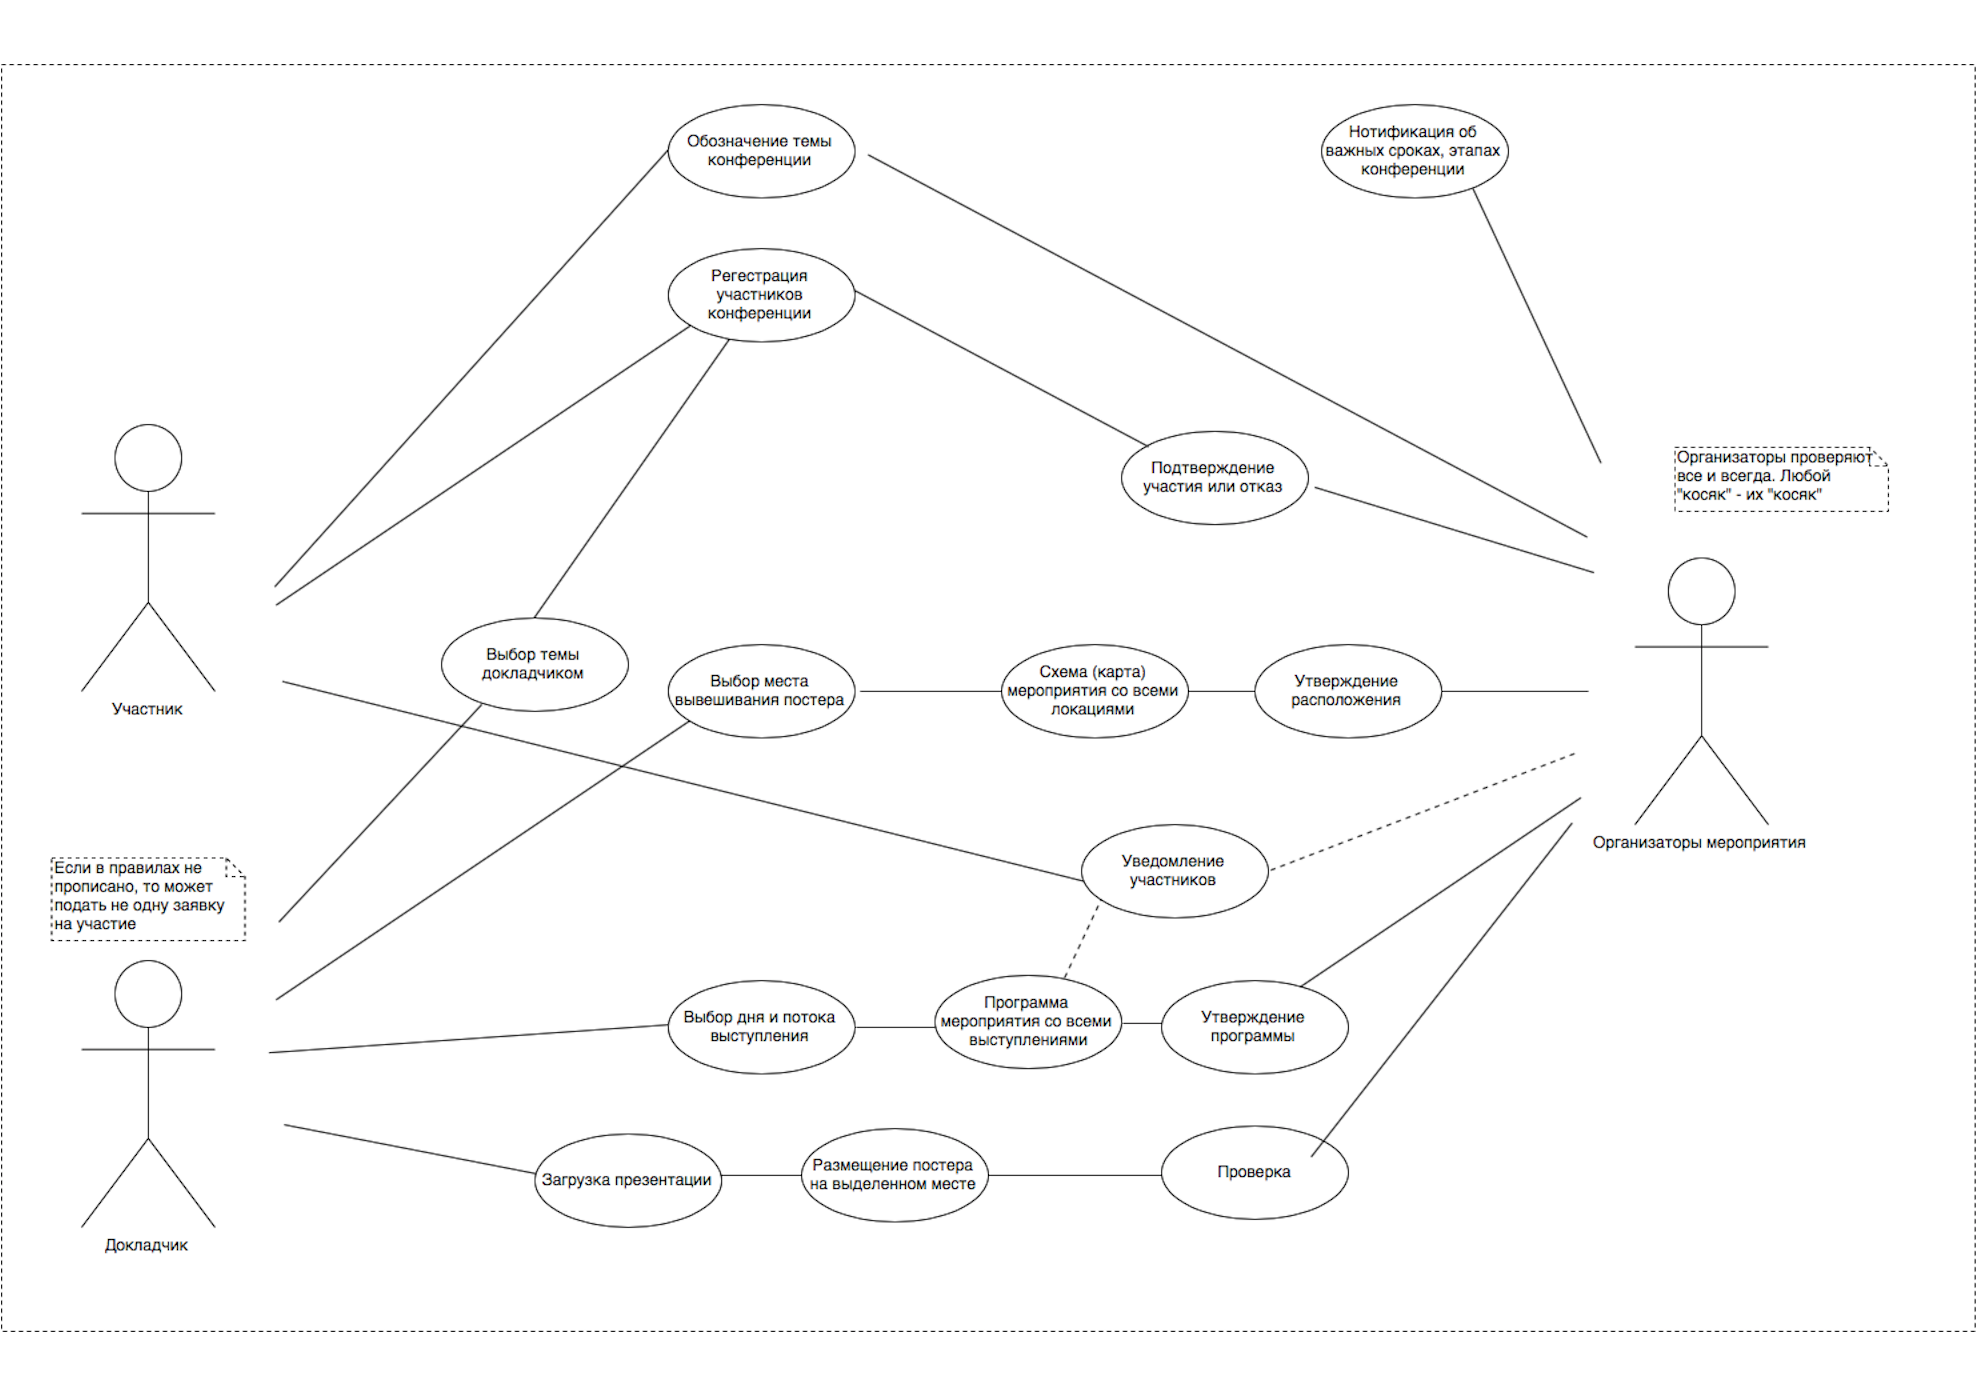 Обозначение темы
конференции
Нотификация об
важных сроках, этапах
конференции
Регестрация
участников
конференции
Подтверждение
участия или отказ
Организаторы проверяют
все и всегда. Любой
"косяк" - их "косяк"
Участник
Выбор темы
докладчиком
Выбор места
вывешивания постера
Схема (карта)
мероприятия со всеми
локациями
Утверждение
расположения
Организаторы мероприятия
Если в правилах не
прописано, то может
подать не одну заявку
на участие
Уведомление
участников
Выбор дня и потока
выступления
Программа
мероприятия со всеми
выступлениями
Утверждение
программы
Загрузка презентации
Размещение постера
на выделенном месте
Проверка
Докладчик